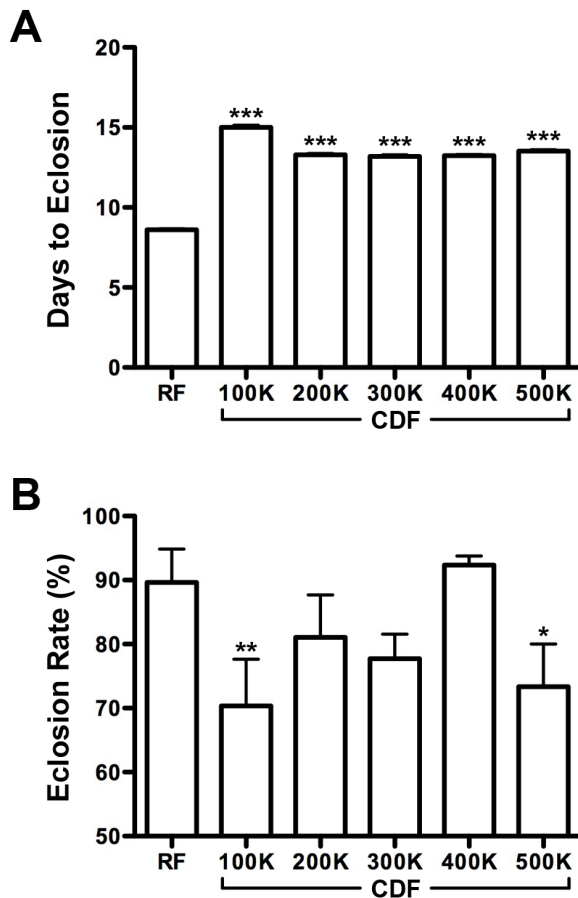 A
Days to Eclosion
20
15
10
5
0
*** *** *** *** ***
RF 100K 200K 300K 400K 500K
CDF
B
Eclosion Rate (%)
100
90
80
70
60
50
** *
RF 100K 200K 300K 400K 500K
CDF